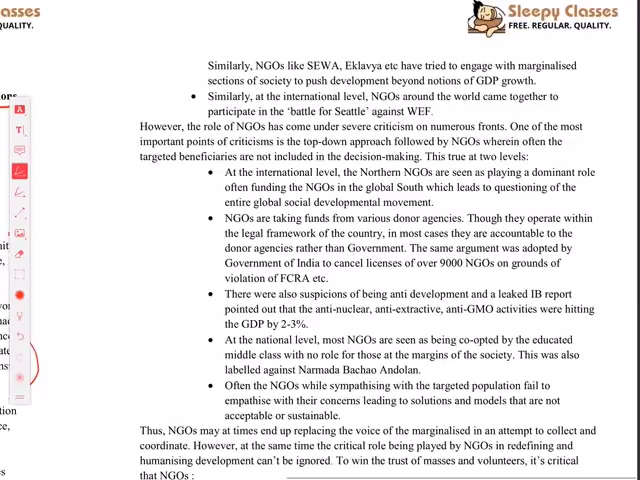 asses
QUALITY.
Sleepy Classes
FREE. REGULAR. QUALITY.
ons
Similarly, NGOs like SEWA, Eklavya etc have tried to engage with marginalised
sections of society to push development beyond notions of GDP growth.
• Similarly, at the international level, NGOs around the world came together to
participate in the ‘battle for Seattle’ against WEF.
However, the role of NGOs has come under severe criticism on numerous fronts. One of the most
important points of criticisms is the top-down approach followed by NGOs wherein often the
targeted beneficiaries are not included in the decision-making. This true at two levels:
• At the international level, the Northern NGOs are seen as playing a dominant role
often funding the NGOs in the global South which leads to questioning of the
entire global social developmental movement.
• NGOs are taking funds from various donor agencies. Though they operate within
the legal framework of the country, in most cases they are accountable to the
donor agencies rather than Government. The same argument was adopted by
Government of India to cancel licenses of over 9000 NGOs on grounds of
violation of FCRA etc.
• There were also suspicions of being anti development and a leaked IB report
pointed out that the anti-nuclear, anti-extractive, anti-GMO activities were hitting
the GDP by 2-3%.
• At the national level, most NGOs are seen as being co-opted by the educated
middle class with no role for those at the margins of the society. This was also
labelled against Narmada Bachao Andolan.
• Often the NGOs while sympathising with the targeted population fail to
empathise with their concerns leading to solutions and models that are not
acceptable or sustainable.
Thus, NGOs may at times end up replacing the voice of the marginalised in an attempt to collect and
coordinate. However, at the same time the critical role being played by NGOs in redefining and
humanising development can’t be ignored. To win the trust of masses and volunteers, it’s critical
that NGOs :